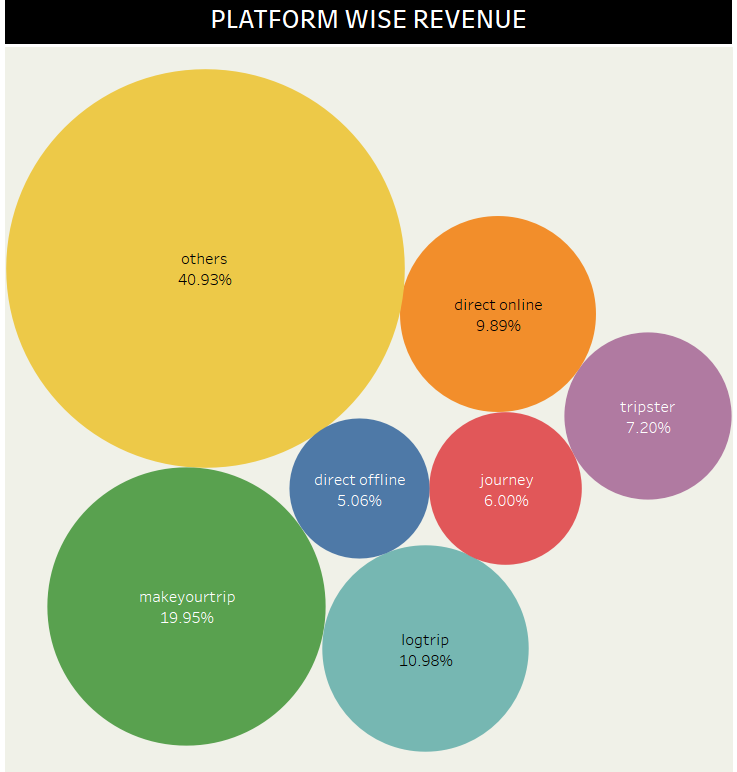 PLATFORM WISE REVENUE
others
40.93%
direct online
9.89%
tripster
7.20%
direct offline
5.06%
journey
6.00%
makeyourtrip
19.95%
logtrip
10.98%